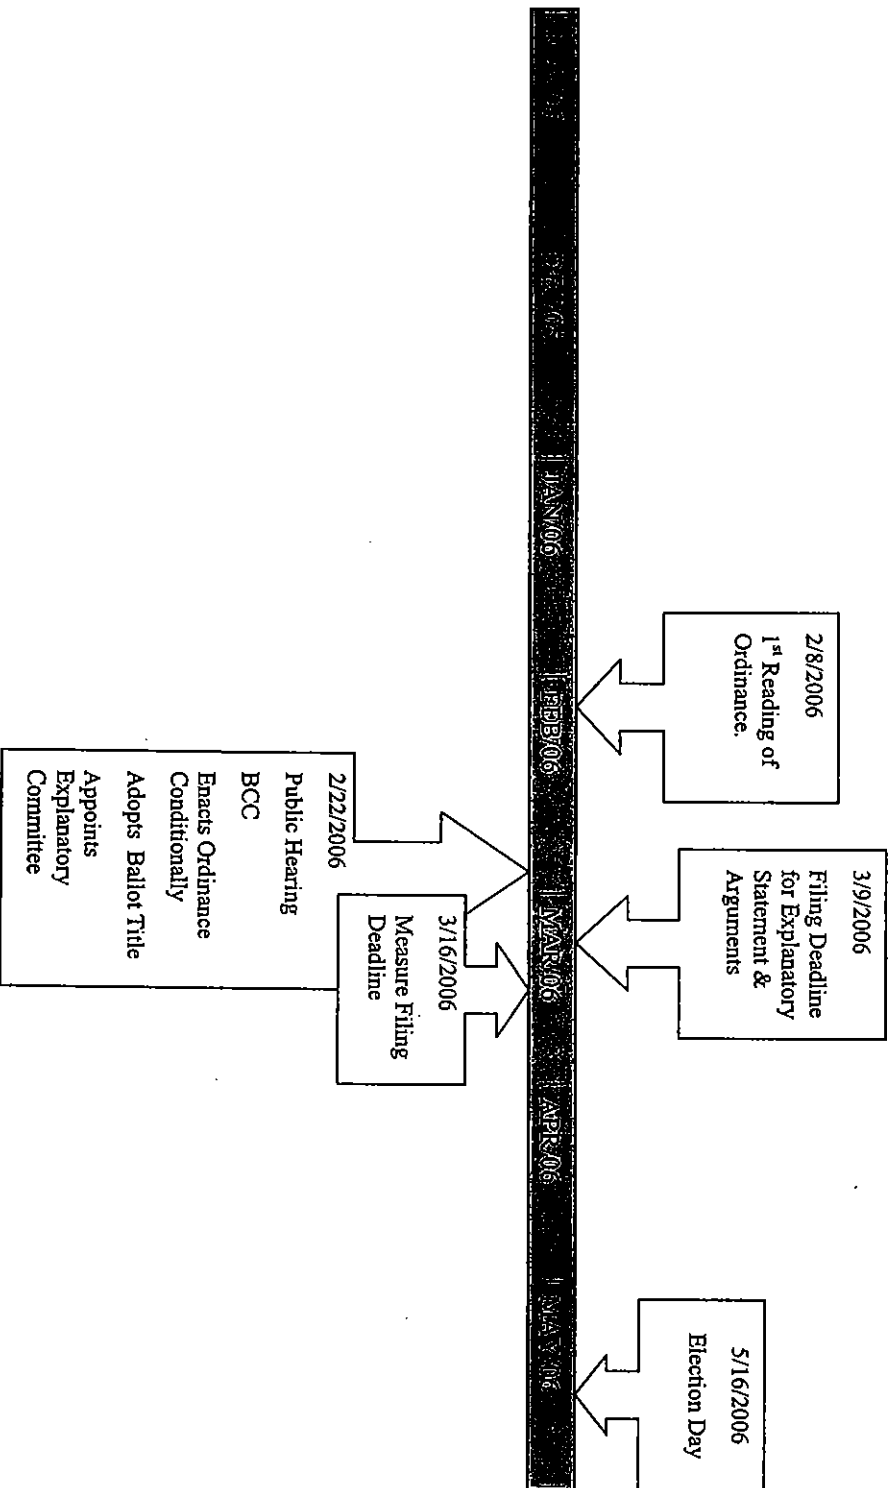 2/8/2006
1st Reading of
Ordinance.
3/9/2006
Filing Deadline
for Explanatory
Statement &
Arguments
5/16/2006
Election Day
JAN/06
FEB/06
MAR/06
APR/06
MAY/06
2/22/2006
Public Hearing
BCC
Enacts Ordinance
Conditionally
Adopts Ballot Title
Appoints
Explanatory
Committee
3/16/2006
Measure Filing
Deadline